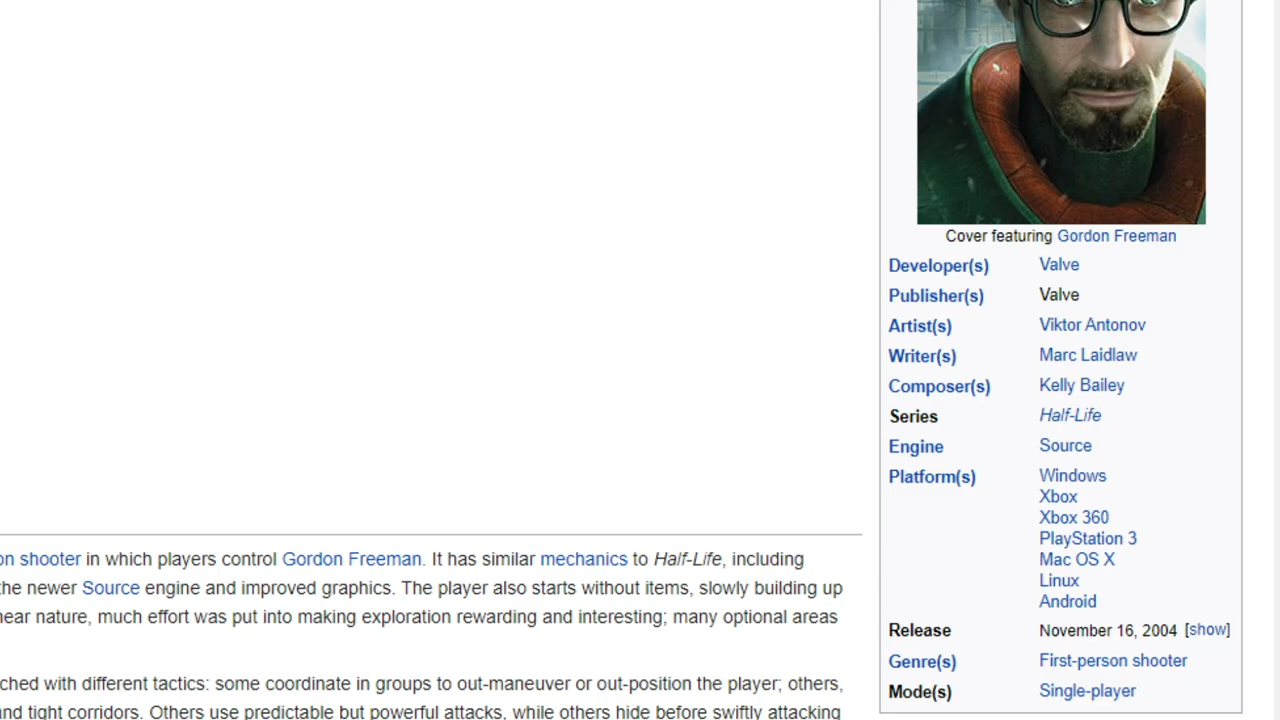 Cover featuring Gordon Freeman
Developer(s) Valve
Publisher(s) Valve
Artist(s) Viktor Antonov
Writer(s) Marc Laidlaw
Composer(s) Kelly Bailey
Series Half-Life
Engine Source
Platform(s) Windows
Xbox
Xbox 360
PlayStation 3
Mac OS X
Linux
Android
Release November 16, 2004 [show]
Genre(s) First-person shooter
Mode(s) Single-player
on shooter in which players control Gordon Freeman. It has similar mechanics to Half-Life, including
the newer Source engine and improved graphics. The player also starts without items, slowly building up
near nature, much effort was put into making exploration rewarding and interesting; many optional areas
ched with different tactics: some coordinate in groups to out-maneuver or out-position the player; others,
and tight corridors. Others use predictable but powerful attacks, while others hide before swiftly attacking